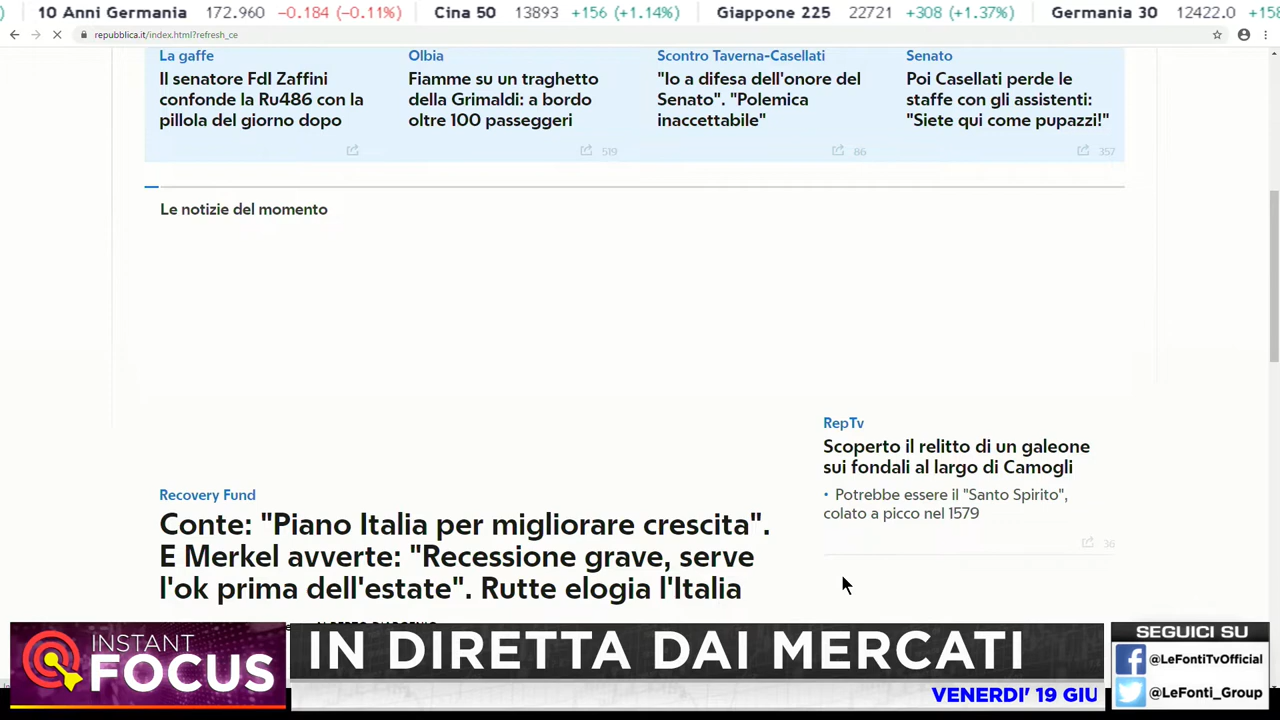 10 Anni Germania 172.960 −0.184 (−0.11%) Cina 50 13893 +156 (+1.14%) Giappone 225 22721 +308 (+1.37%) Germania 30 12422.0 +158
repubblica.it/index.html?refresh_ce
La gaffe
Il senatore FdI Zaffini
confonde la Ru486 con la
pillola del giorno dopo
Olbia
Fiamme su un traghetto
della Grimaldi: a bordo
oltre 100 passeggeri
519
Scontro Taverna-Casellati
"Io a difesa dell'onore del
Senato". "Polemica
inaccettabile"
86
Senato
Poi Casellati perde le
staffe con gli assistenti:
"Siete qui come pupazzi!"
357
Le notizie del momento
RepTv
Scoperto il relitto di un galeone
sui fondali al largo di Camogli
• Potrebbe essere il "Santo Spirito",
colato a picco nel 1579
36
Recovery Fund
Conte: "Piano Italia per migliorare crescita".
E Merkel avverte: "Recessione grave, serve
l'ok prima dell'estate". Rutte elogia l'Italia
INSTANT
FOCUS
IN DIRETTA DAI MERCATI
VENERDI' 19 GIU
SEGUICI SU
@LeFontiTvOfficial
@LeFonti_Group